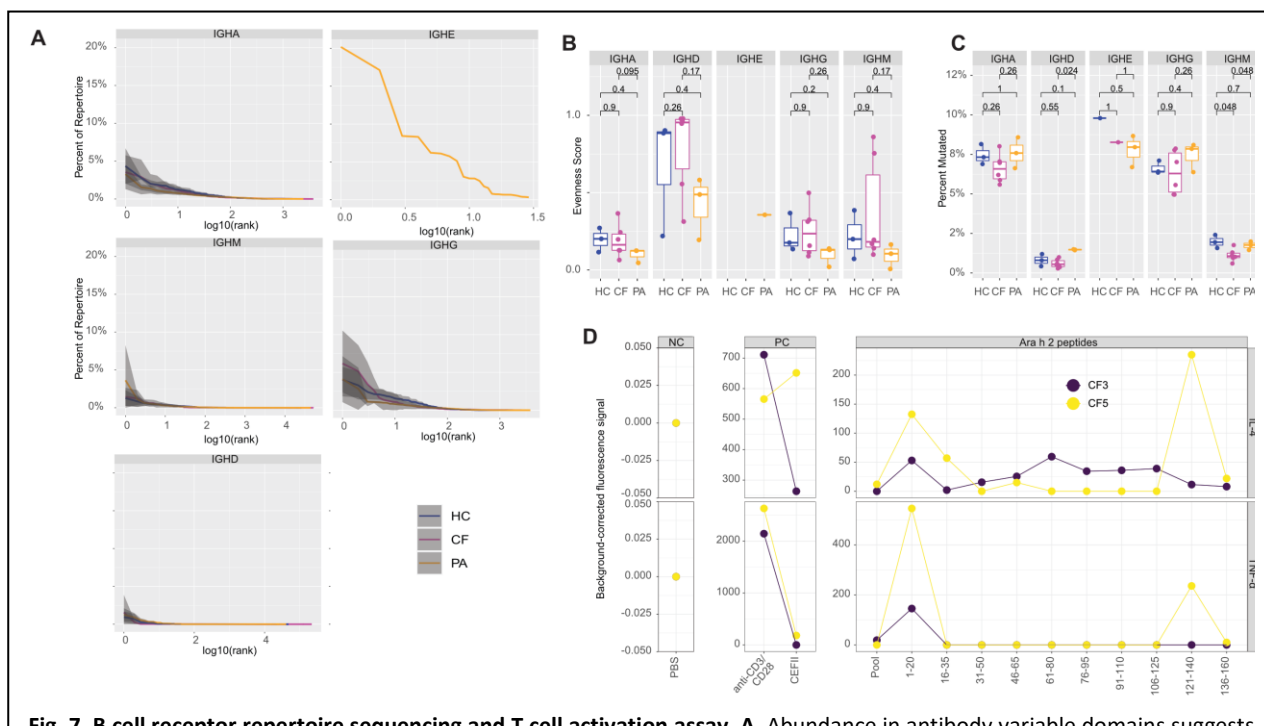 A
IGHA
IGHE
20%
15%
10%
5%
0%
Percent of Repertoire
0 1 2 3
log10(rank)
0.0 0.5 1.0 1.5
log10(rank)
IGHM
IGHG
20%
15%
10%
5%
0%
Percent of Repertoire
0 1 2 3 4
log10(rank)
0 1 2 3
log10(rank)
IGHD
0 2 4
log10(rank)
HC
CF
PA
B
IGHA IGHD IGHE IGHG IGHM
0.095 0.17 0.26 0.17
0.4 0.4 0.2 0.4
0.9 0.26 0.9 0.9
1.0
0.0
Evenness Score
HC CF PA HC CF PA HC CF PA HC CF PA HC CF PA
C
IGHA IGHD IGHE IGHG IGHM
0.26 0.024 1 0.26 0.048
1 0.1 0.5 0.4 0.7
0.26 0.55 1 0.9 0.048
12%
10%
8%
5%
2%
0%
Percent Mutated
HC CF PA HC CF PA HC CF PA HC CF PA HC CF PA
D
NC
PC
Ara h 2 peptides
0.050
0.025
0.000
-0.025
-0.050
0.050
0.025
0.000
-0.025
-0.050
Background-corrected fluorescence signal
PBS
700
600
500
400
300
2000
1000
0
anti-CD3/
CD28
CEFII
200
150
100
50
0
400
200
0
CF3
CF5
IL-4
Pool
1-20
16-35
31-50
46-65
61-80
76-95
91-110
106-125
121-140
136-160
Fig. 7. B cell receptor repertoire sequencing and T cell activation assay. A. Abundance in antibody variable domains suggests